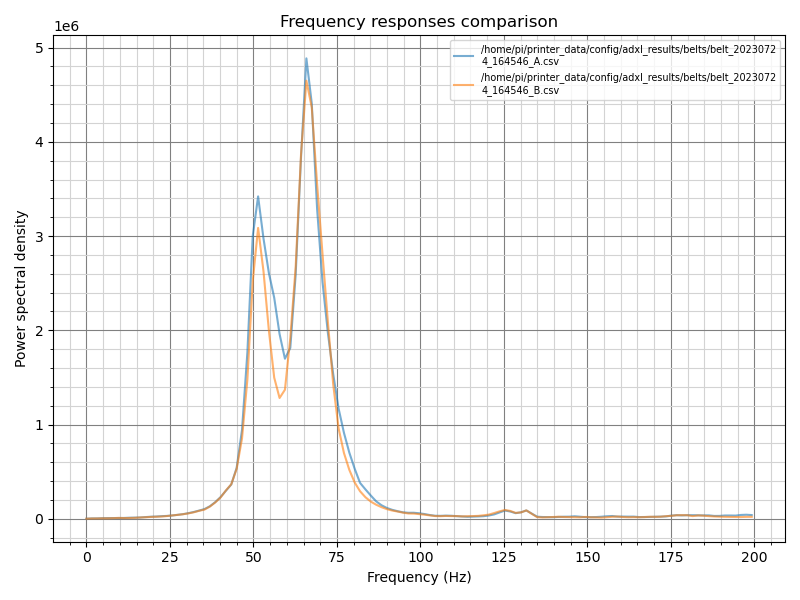 Frequency responses comparison
1e6
/home/pi/printer_data/config/adxl_results/belts/belt_2023072
4_164546_A.csv
/home/pi/printer_data/config/adxl_results/belts/belt_2023072
4_164546_B.csv
5
4
3
2
1
0
Power spectral density
0 25 50 75 100 125 150 175 200
Frequency (Hz)